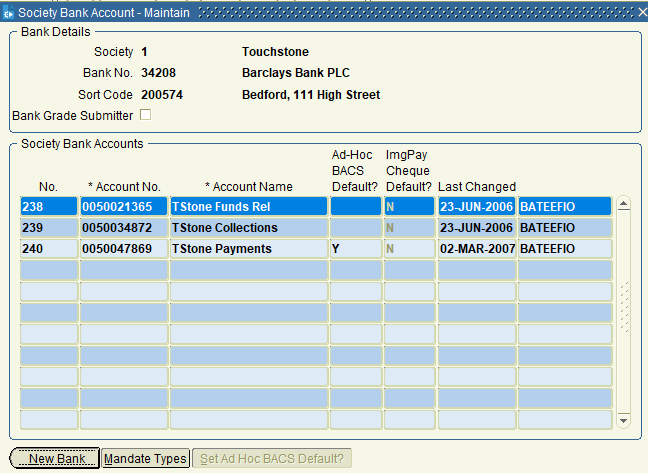 Society Bank Account - Maintain
Bank Details
Society 1 Touchstone
Bank No. 34208 Barclays Bank PLC
Sort Code 200574 Bedford, 111 High Street
Bank Grade Submitter
Society Bank Accounts
Ad-Hoc ImgPay
BACS Cheque
No. * Account No. * Account Name Default? Default? Last Changed
238 0050021365 TStone Funds Rel N 23-JUN-2006 BATEEFIO
239 0050034872 TStone Collections N 23-JUN-2006 BATEEFIO
240 0050047869 TStone Payments Y N 02-MAR-2007 BATEEFIO
New Bank Mandate Types Set Ad Hoc BACS Default?